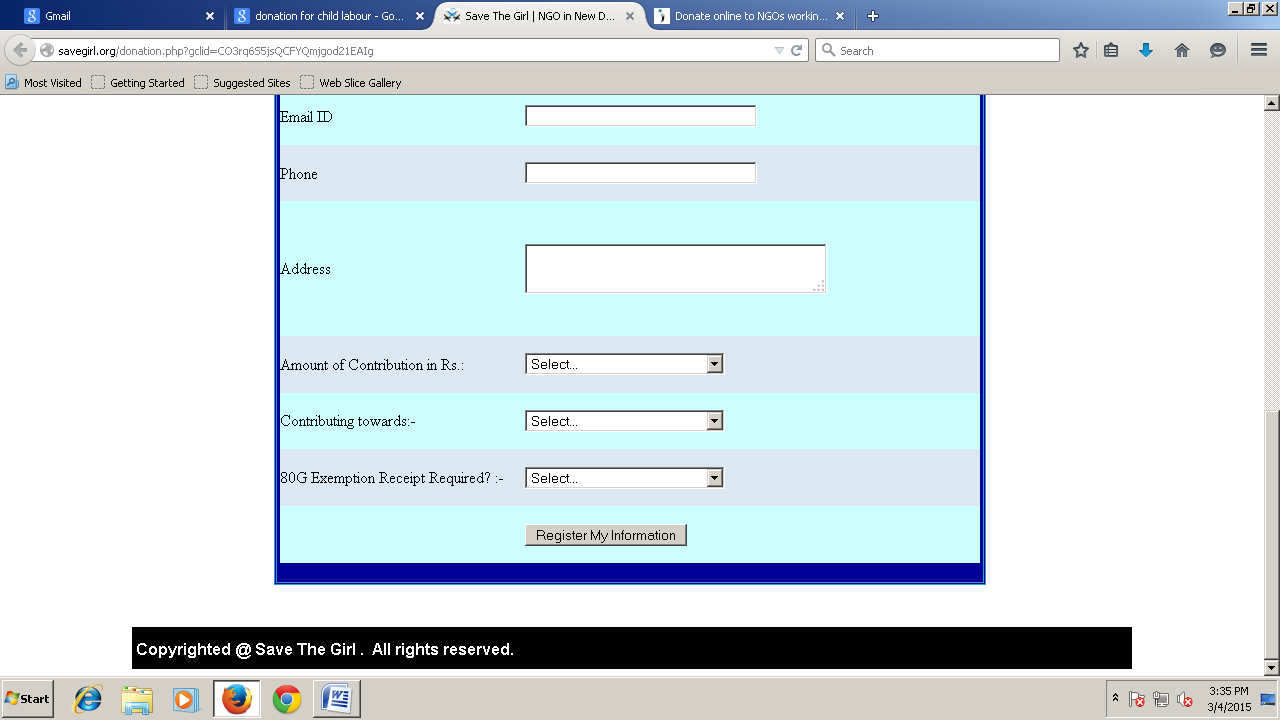 Gmail
donation for child labour - Go ...
Save The Girl | NGO in New D...
Donate online to NGOs workin...
savegirl.org/donation.php?gclid=CO3rq6S5jsQCFYQmjgod21EAIg
Search
Most Visited
Getting Started
Suggested Sites
Web Slice Gallery
Email ID
Phone
Address
Amount of Contribution in Rs.:
Select...
Contributing towards:-
Select...
80G Exemption Receipt Required? :-
Select...
Register My Information
Copyrighted @ Save The Girl . All rights reserved.
Start
3:35 PM
3/4/2015